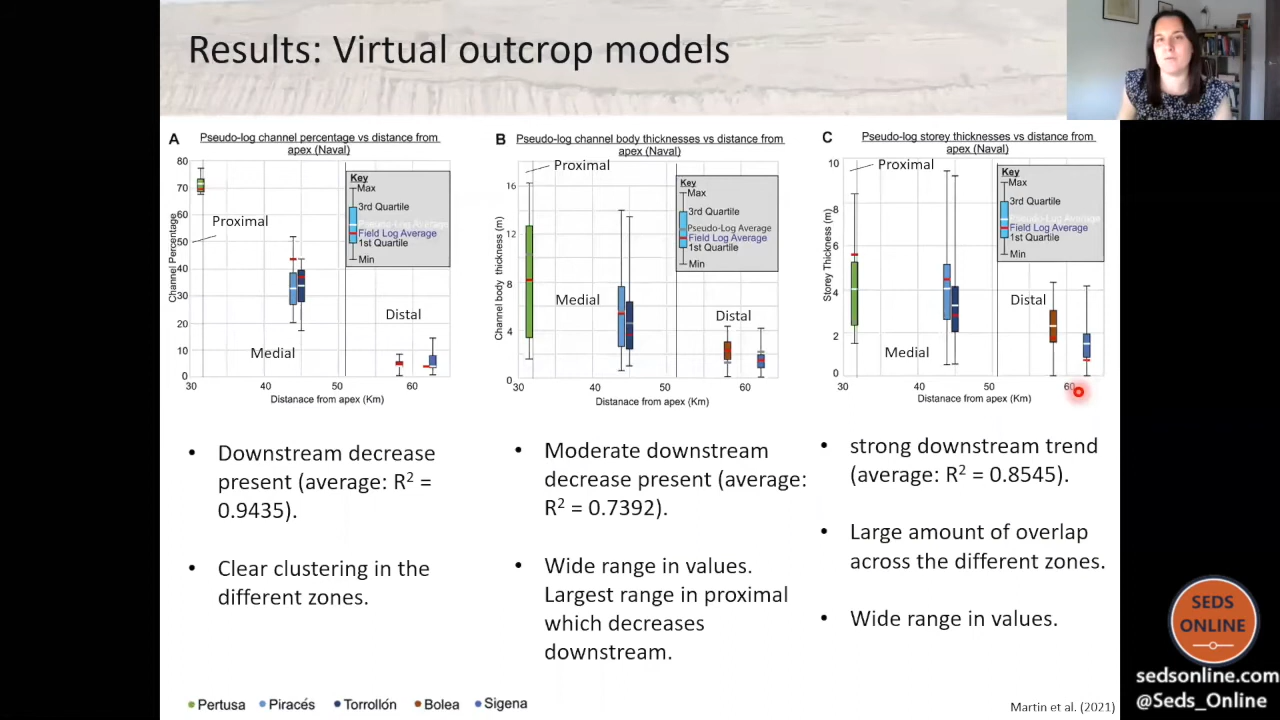 Results: Virtual outcrop models
A
Pseudo-log channel percentage vs distance from
apex (Naval)
80
70
60
50
40
30
20
10
0
Channel Percentage
Proximal
Medial
Distal
Key
Max
3rd Quartile
Pseudo-Log Average
Field Log Average
1st Quartile
Min
30
40
50
60
Distanace from apex (Km)
B
Pseudo-log channel body thicknesses vs distance from
apex (Naval)
16
12
8
4
0
Channel body thickness (m)
Proximal
Medial
Distal
Key
Max
3rd Quartile
Pseudo-Log Average
Field Log Average
1st Quartile
Min
30
40
50
60
Distanace from apex (Km)
C
Pseudo-log storey thicknesses vs distance from
apex (Naval)
10
8
6
4
2
0
Storey Thickness (m)
Proximal
Medial
Distal
Key
Max
3rd Quartile
Pseudo-Log Average
Field Log Average
1st Quartile
Min
30
40
50
60
Distanace from apex (Km)
• Downstream decrease
present (average: R² =
0.9435).
• Clear clustering in the
different zones.
• Moderate downstream
decrease present (average:
R² = 0.7392).
• Wide range in values.
Largest range in proximal
which decreases
downstream.
• strong downstream trend
(average: R² = 0.8545).
• Large amount of overlap
across the different zones.
• Wide range in values.
Pertusa Piracés Torrollón Bolea Sigena
Martin et al. (2021)
SEDS
ONLINE
sedsonline.com
@Seds_Online